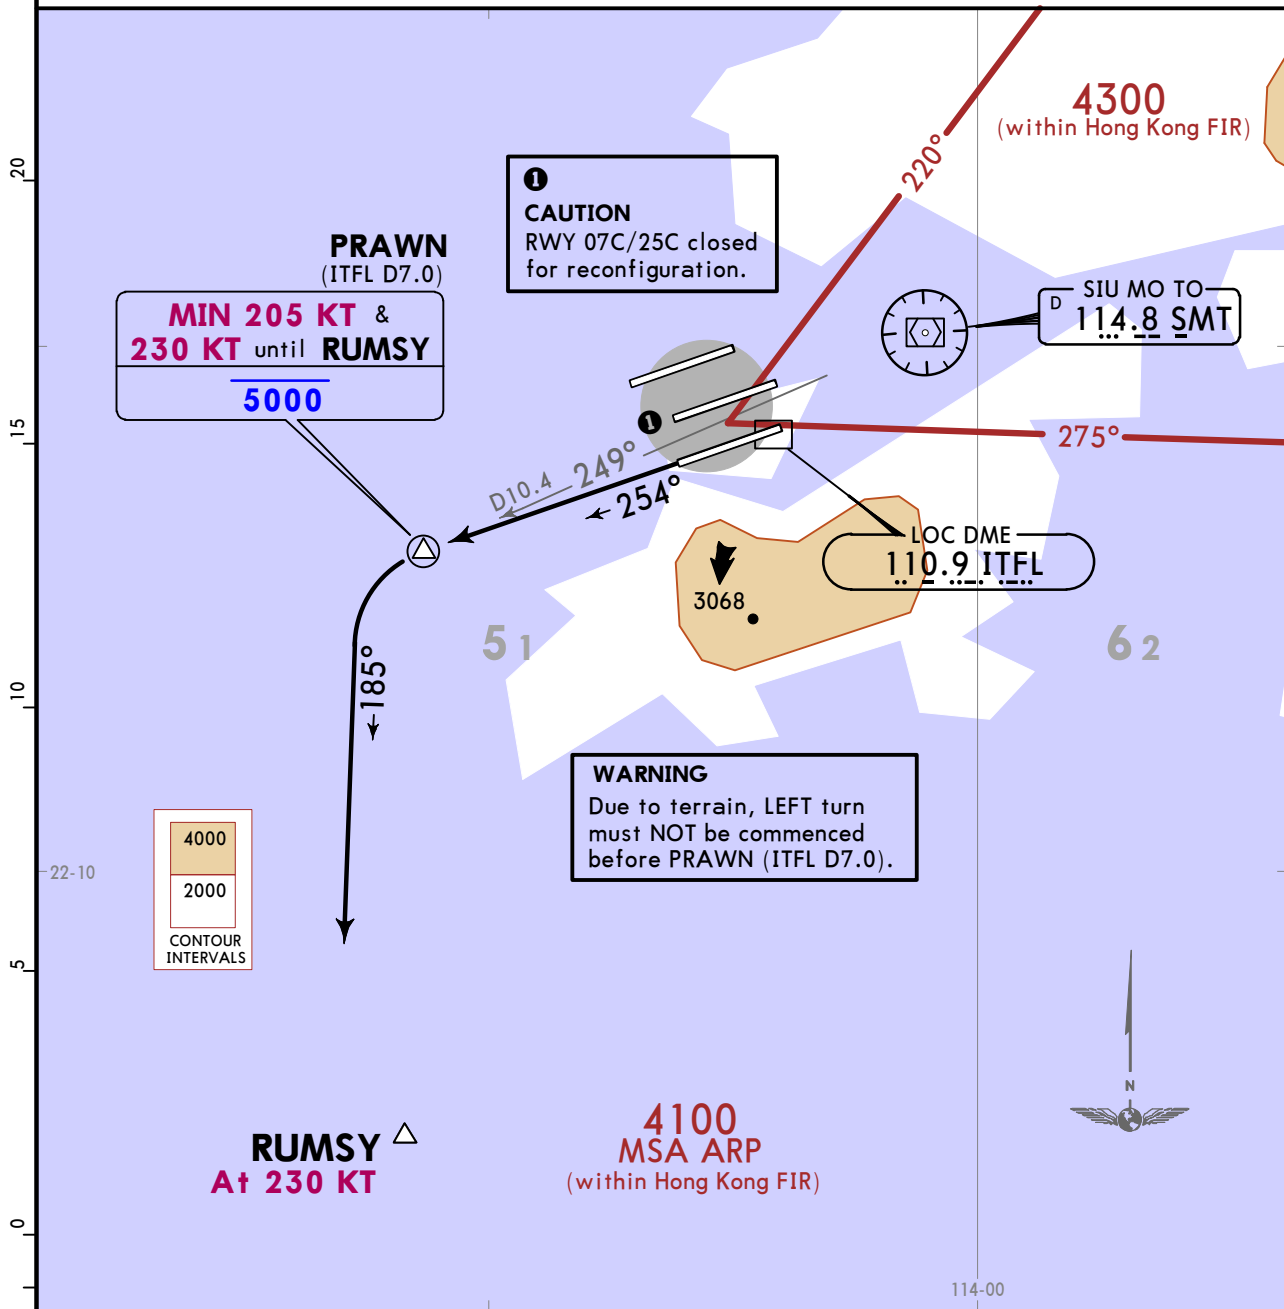 4300
(within Hong Kong FIR)
220°
20
1
CAUTION
RWY 07C/25C closed
for reconfiguration.
PRAWN
(ITFL D7.0)
MIN 205 KT &
230 KT until RUMSY
5000
D SIU MO TO
114.8 SMT
15
1
275°
249°
D10.4
254°
LOC DME
110.9 ITFL
3068
51
62
185°
10
WARNING
Due to terrain, LEFT turn
must NOT be commenced
before PRAWN (ITFL D7.0).
4000
2000
CONTOUR
INTERVALS
22-10
5
N
RUMSY
At 230 KT
4100
MSA ARP
(within Hong Kong FIR)
0
114-00